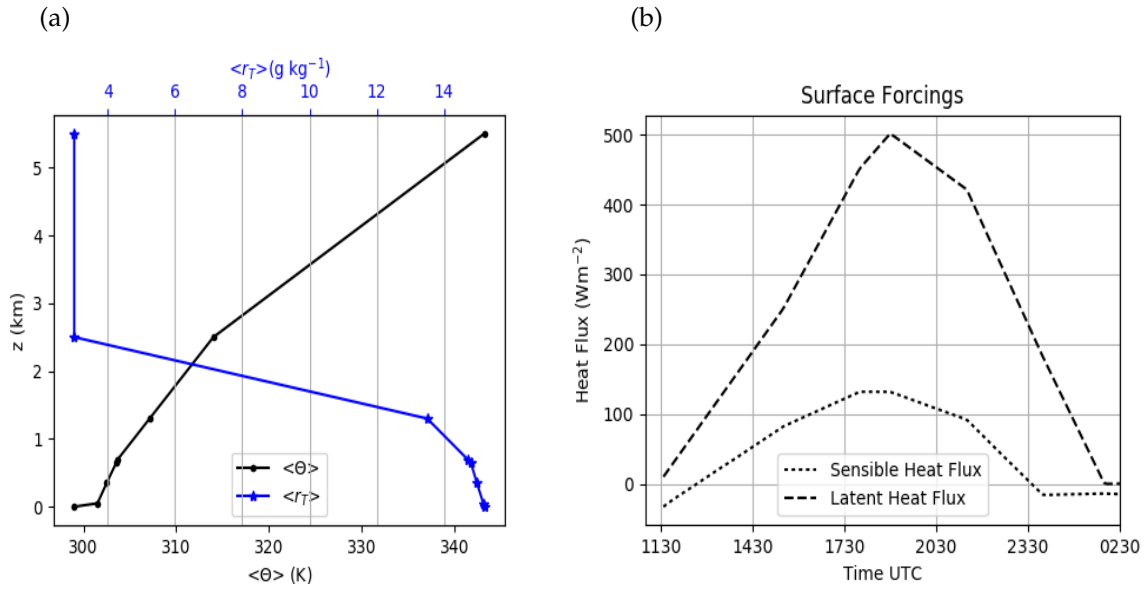 (a)
<r_T>(g kg⁻¹)
4 6 8 10 12 14
z (km)
5
4
3
2
1
0
<Θ>
<r_T>
300 310 320 330 340
<Θ> (K)
(b)
Surface Forcings
Heat Flux (Wm⁻²)
500
400
300
200
100
0
Sensible Heat Flux
Latent Heat Flux
1130 1430 1730 2030 2330 0230
Time UTC